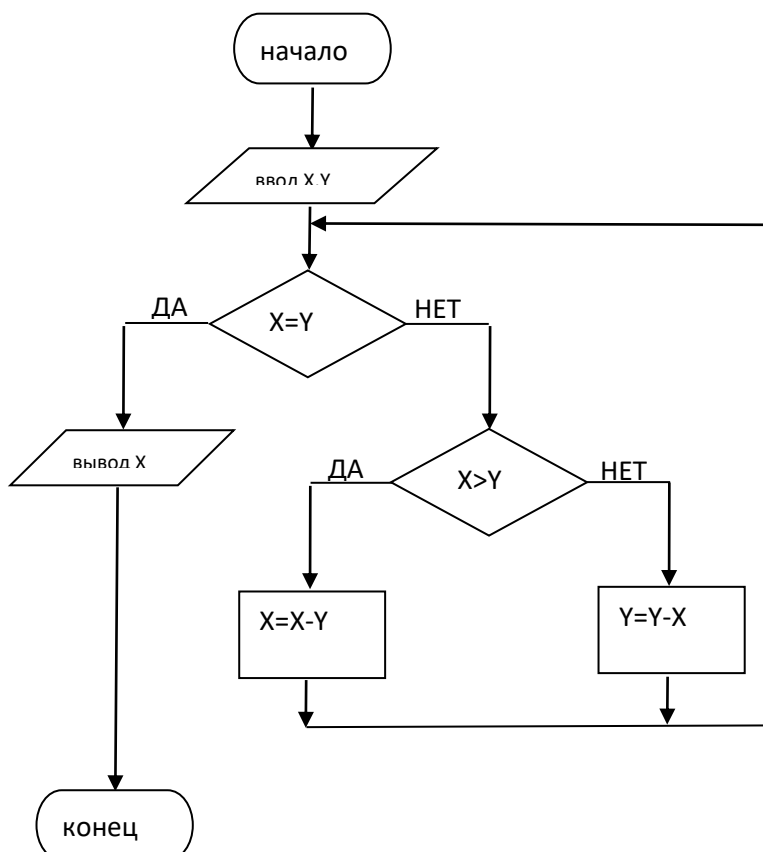 начало
ввод X,Y
ДА
X=Y
НЕТ
вывод X
ДА
X>Y
НЕТ
X=X-Y
Y=Y-X
конец